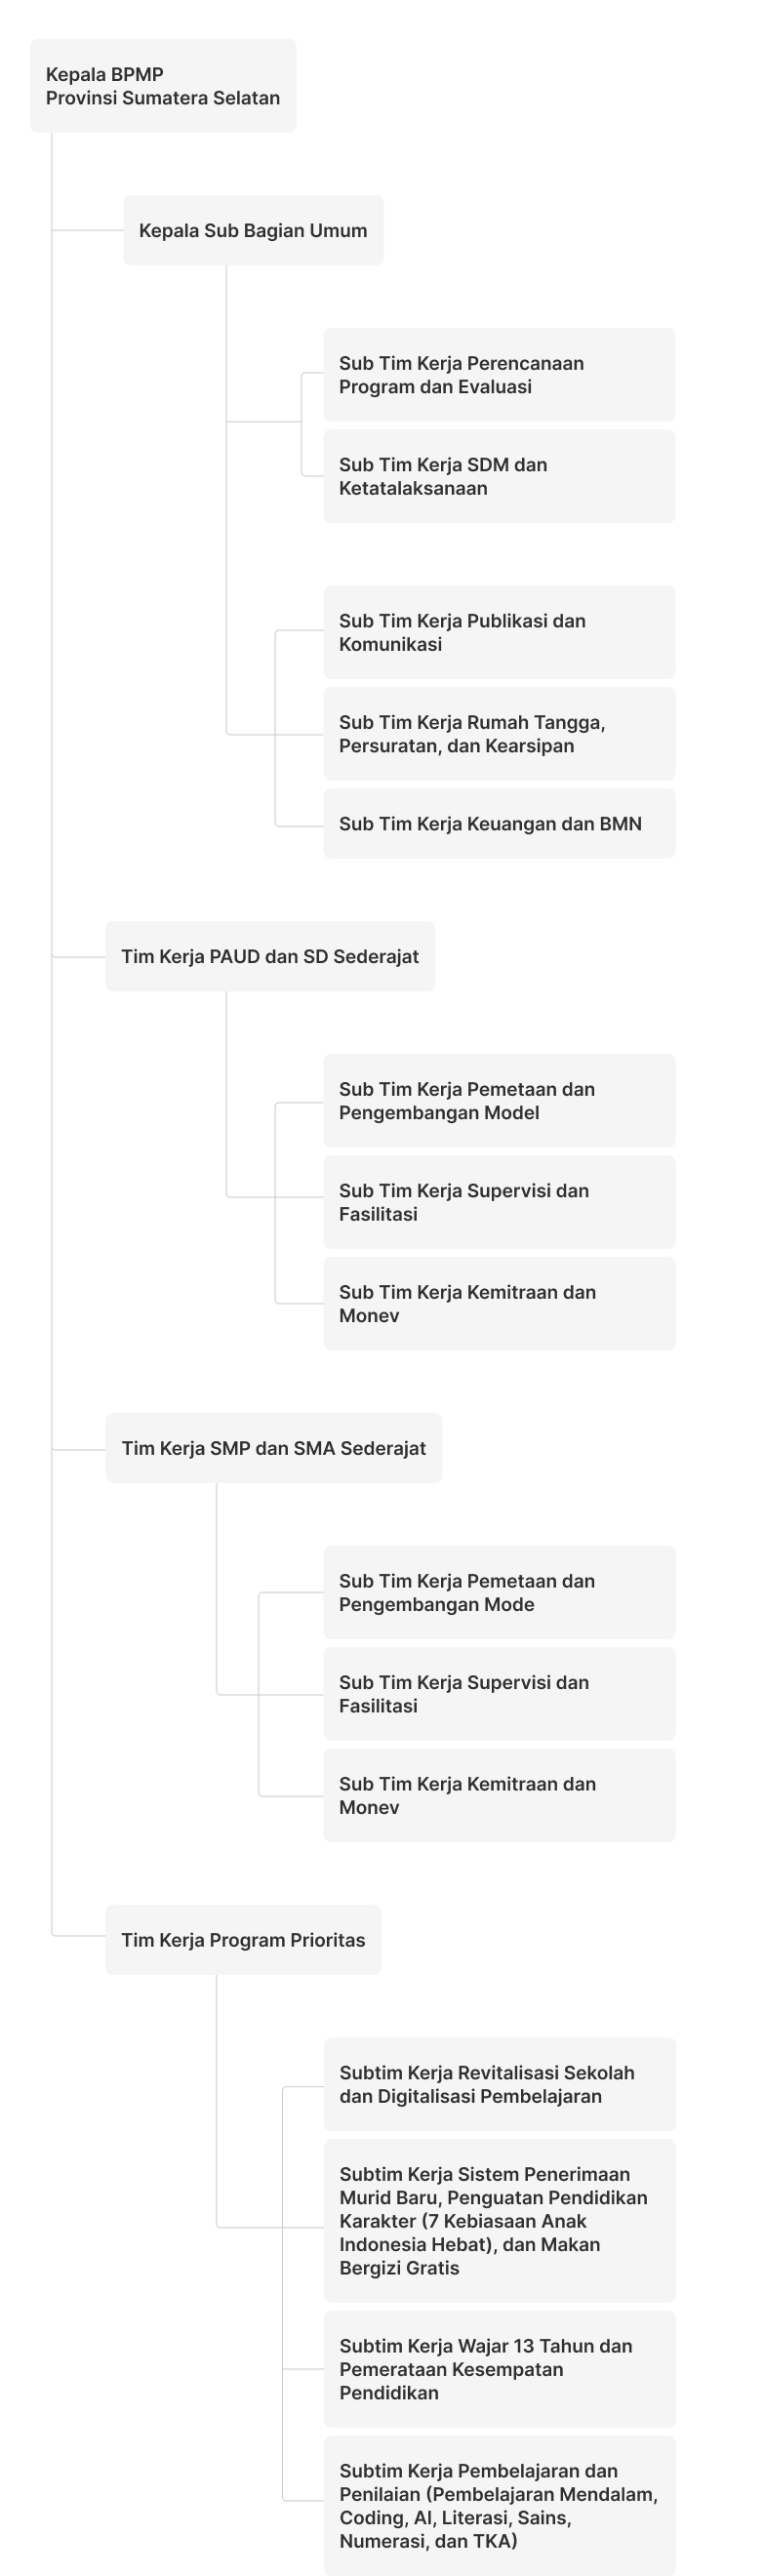 Kepala BPMP
Provinsi Sumatera Selatan
Kepala Sub Bagian Umum
Sub Tim Kerja Perencanaan
Program dan Evaluasi
Sub Tim Kerja SDM dan
Ketatalaksanaan
Sub Tim Kerja Publikasi dan
Komunikasi
Sub Tim Kerja Rumah Tangga,
Persuratan, dan Kearsipan
Sub Tim Kerja Keuangan dan BMN
Tim Kerja PAUD dan SD Sederajat
Sub Tim Kerja Pemetaan dan
Pengembangan Model
Sub Tim Kerja Supervisi dan
Fasilitasi
Sub Tim Kerja Kemitraan dan
Monev
Tim Kerja SMP dan SMA Sederajat
Sub Tim Kerja Pemetaan dan
Pengembangan Mode
Sub Tim Kerja Supervisi dan
Fasilitasi
Sub Tim Kerja Kemitraan dan
Monev
Tim Kerja Program Prioritas
Subtim Kerja Revitalisasi Sekolah
dan Digitalisasi Pembelajaran
Subtim Kerja Sistem Penerimaan
Murid Baru, Penguatan Pendidikan
Karakter (7 Kebiasaan Anak
Indonesia Hebat), dan Makan
Bergizi Gratis
Subtim Kerja Wajar 13 Tahun dan
Pemerataan Kesempatan
Pendidikan
Subtim Kerja Pembelajaran dan
Penilaian (Pembelajaran Mendalam,
Coding, AI, Literasi, Sains,
Numerasi, dan TKA)